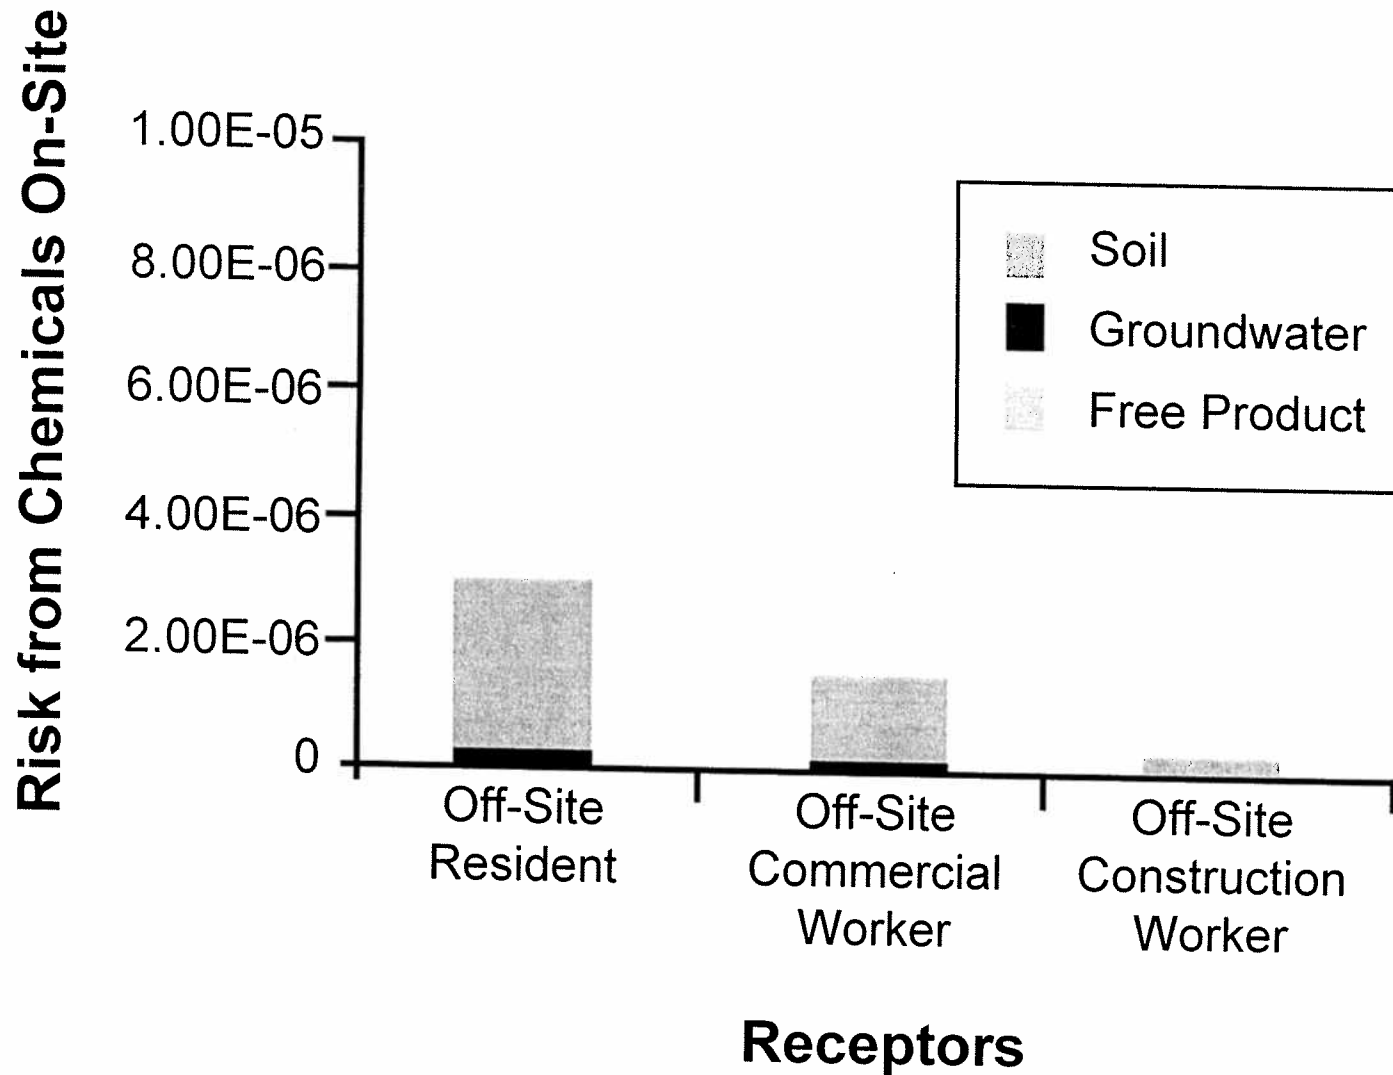 Risk from Chemicals On-Site
1.00E-05
8.00E-06
6.00E-06
4.00E-06
2.00E-06
0
Soil
Groundwater
Free Product
Off-Site
Resident
Off-Site
Commercial
Worker
Off-Site
Construction
Worker
Receptors